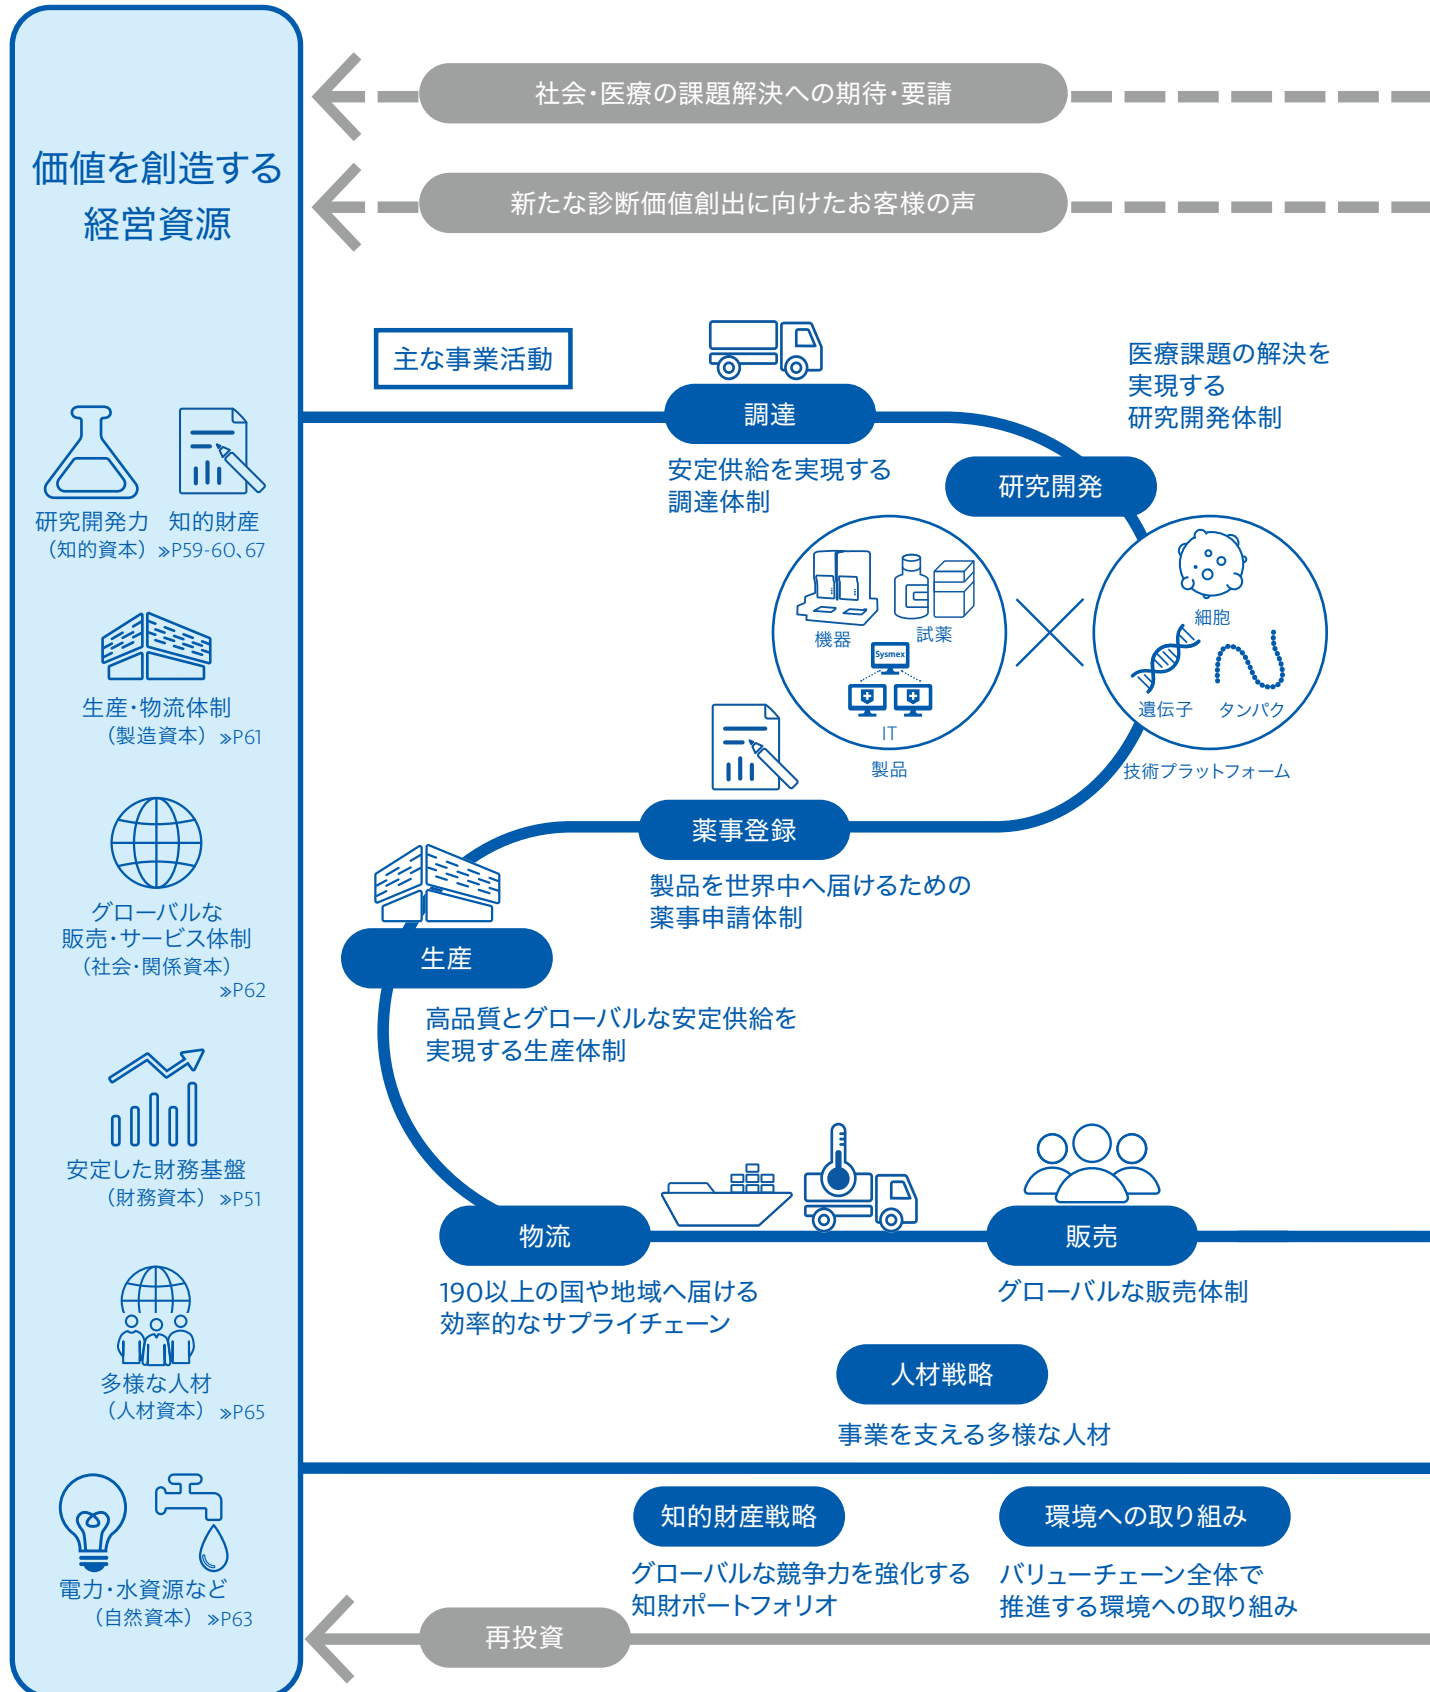 価値を創造する
経営資源
研究開発力
知的財産
（知的資本）≫P59-60、67
生産・物流体制
（製造資本）≫P61
グローバルな
販売・サービス体制
（社会・関係資本）
≫P62
安定した財務基盤
（財務資本）≫P51
多様な人材
（人材資本）≫P65
電力・水資源など
（自然資本）≫P63
社会・医療の課題解決への期待・要請
新たな診断価値創出に向けたお客様の声
主な事業活動
調達
安定供給を実現する
調達体制
医療課題の解決を
実現する
研究開発体制
研究開発
機器
試薬
Sysmex
IT
製品
細胞
遺伝子
タンパク
技術プラットフォーム
薬事登録
製品を世界中へ届けるための
薬事申請体制
生産
高品質とグローバルな安定供給を
実現する生産体制
物流
190以上の国や地域へ届ける
効率的なサプライチェーン
販売
グローバルな販売体制
人材戦略
事業を支える多様な人材
知的財産戦略
グローバルな競争力を強化する
知財ポートフォリオ
環境への取り組み
バリューチェーン全体で
推進する環境への取り組み
再投資